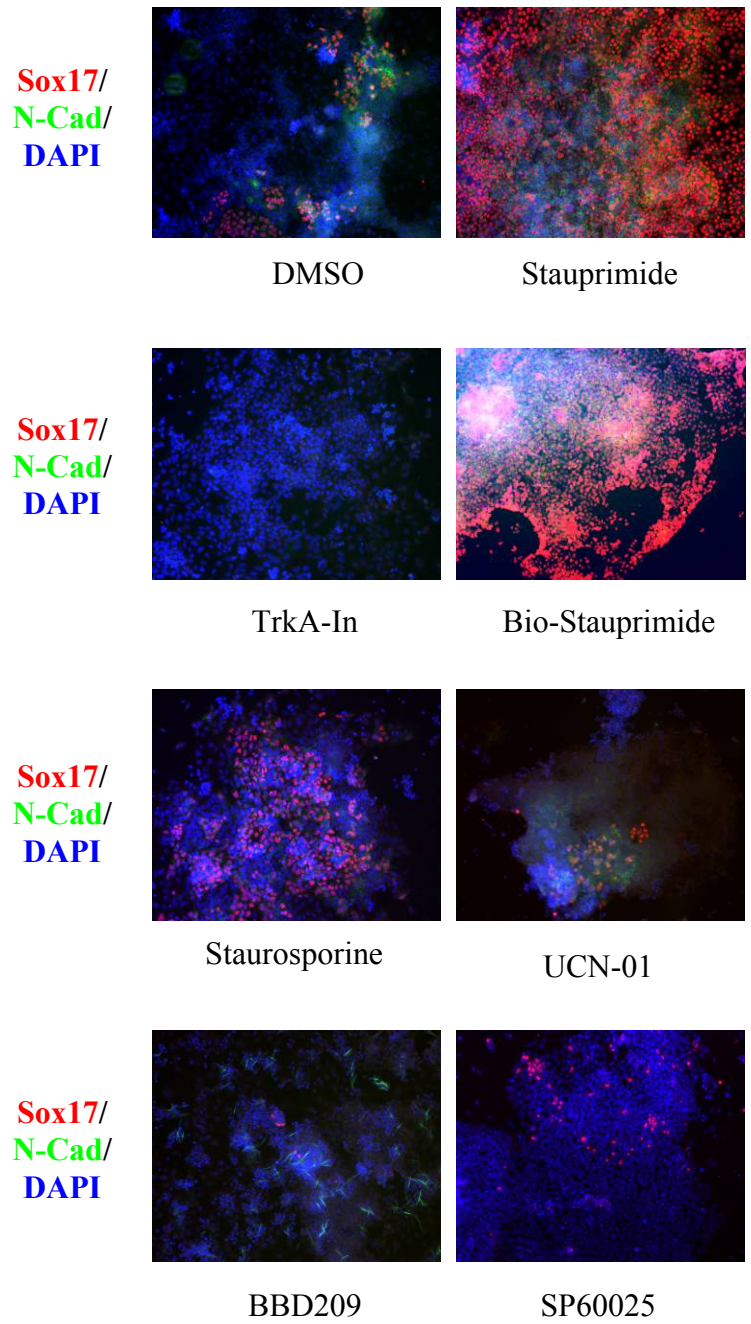 Sox17/
N-Cad/
DAPI
DMSO
Stauprimide
Sox17/
N-Cad/
DAPI
TrkA-In
Bio-Stauprimide
Sox17/
N-Cad/
DAPI
Staurosporine
UCN-01
Sox17/
N-Cad/
DAPI
BBD209
SP60025